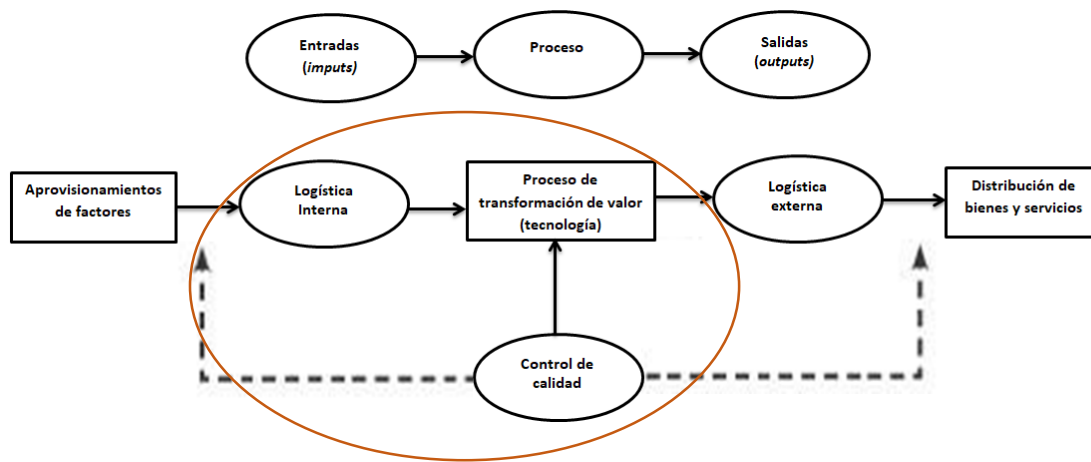 Entradas
(imputs)
Proceso
Salidas
(outputs)
Aprovisionamientos
de factores
Logística
Interna
Proceso de
transformación de valor
(tecnología)
Logística
externa
Distribución de
bienes y servicios
Control de
calidad